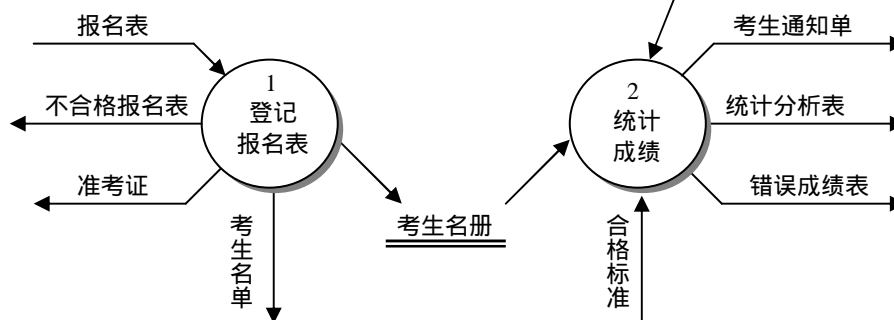 报名表
不合格报名表
准考证
1
登记
报名表
考生名单
考生名册
2
统计
成绩
合格标准
考生通知单
统计分析表
错误成绩表